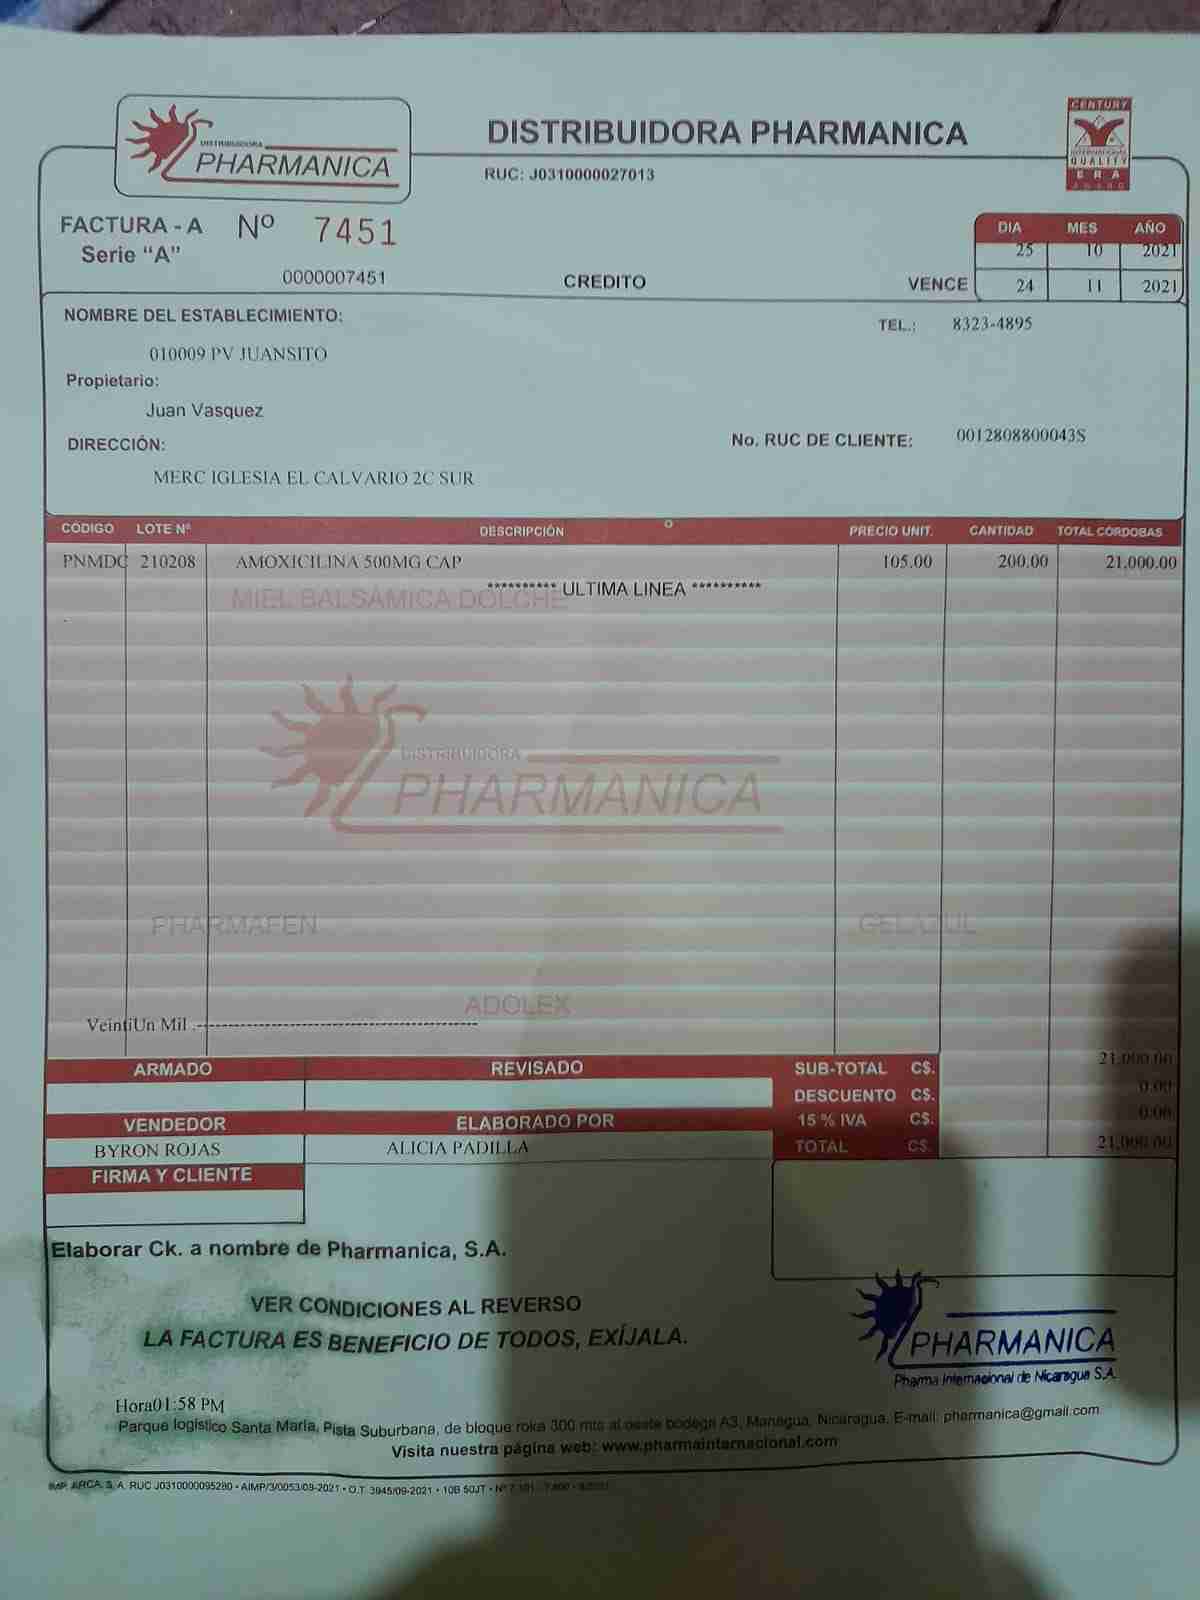 DISTRIBUIDORA
PHARMANICA
DISTRIBUIDORA PHARMANICA
RUC: J0310000027013
CENTURY
INTERNATIONAL
QUALITY
ERA
AWARD
FACTURA - A Nº 7451
Serie “A”
0000007451 CREDITO
DIA MES AÑO
25 10 2021
VENCE 24 11 2021
NOMBRE DEL ESTABLECIMIENTO:
TEL.: 8323-4895
010009 PV JUANSITO
Propietario:
Juan Vasquez
DIRECCIÓN:
No. RUC DE CLIENTE: 0012808800043S
MERC IGLESIA EL CALVARIO 2C SUR
CÓDIGO LOTE Nº DESCRIPCIÓN PRECIO UNIT. CANTIDAD TOTAL CÓRDOBAS
PNMDC 210208 AMOXICILINA 500MG CAP 105.00 200.00 21,000.00
********** ULTIMA LINEA **********
MIEL BALSÁMICA DOLCHE
DISTRIBUIDORA
PHARMANICA
PHARMAFEN GELAZUL
ADOLEX
VeintiUn Mil .-----------------------------------------------
ARMADO REVISADO SUB-TOTAL C$. 21,000.00
DESCUENTO C$. 0.00
VENDEDOR ELABORADO POR 15 % IVA C$. 0.00
BYRON ROJAS ALICIA PADILLA TOTAL C$. 21,000.00
FIRMA Y CLIENTE
Elaborar Ck. a nombre de Pharmanica, S.A.
VER CONDICIONES AL REVERSO
LA FACTURA ES BENEFICIO DE TODOS, EXÍJALA.
PHARMANICA
Pharma Internacional de Nicaragua S.A.
Hora01:58 PM
Parque logístico Santa María, Pista Suburbana, de bloque roka 300 mts al oeste bodega A3, Managua, Nicaragua. E-mail: pharmanica@gmail.com
Visita nuestra página web: www.pharmainternacional.com
IMP. ARCA, S. A. RUC J0310000095280 • AIMP/3/0053/09-2021 • O.T. 3945/09-2021 • 10B 50JT • Nº